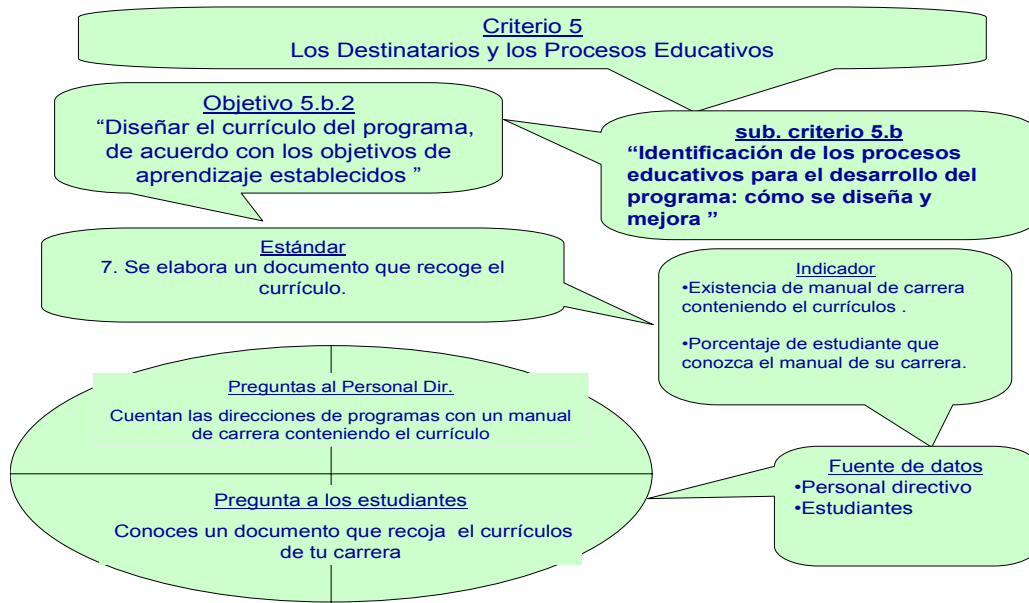 Criterio 5
Los Destinatarios y los Procesos Educativos
Objetivo 5.b.2
“Diseñar el currículo del programa,
de acuerdo con los objetivos de
aprendizaje establecidos ”
sub. criterio 5.b
“Identificación de los procesos
educativos para el desarrollo del
programa: cómo se diseña y
mejora ”
Estándar
7. Se elabora un documento que recoge el
currículo.
Indicador
•Existencia de manual de carrera
conteniendo el currículos .
•Porcentaje de estudiante que
conozca el manual de su carrera.
Preguntas al Personal Dir.
Cuentan las direcciones de programas con un manual
de carrera conteniendo el currículo
Pregunta a los estudiantes
Conoces un documento que recoja el currículos
de tu carrera
Fuente de datos
•Personal directivo
•Estudiantes